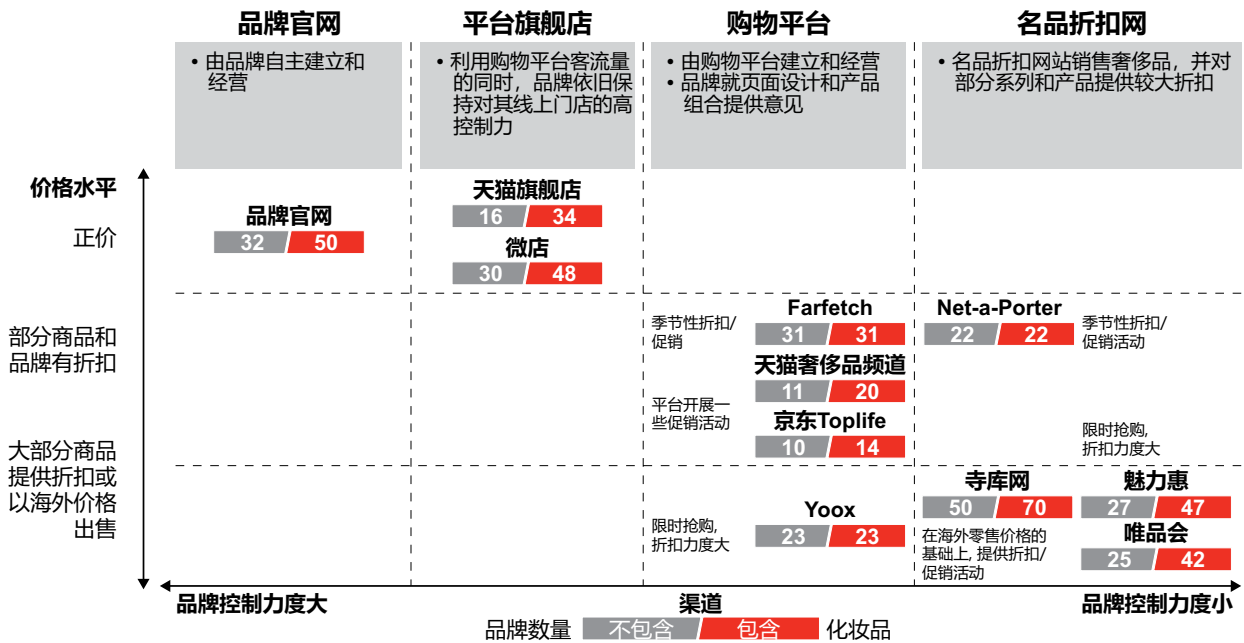 品牌官网
平台旗舰店
购物平台
名品折扣网
• 由品牌自主建立和
经营
• 利用购物平台客流量
的同时，品牌依旧保
持对其线上门店的高
控制力
• 由购物平台建立和经营
• 品牌就页面设计和产品
组合提供意见
• 名品折扣网站销售奢侈品，并对
部分系列和产品提供较大折扣
价格水平
正价
品牌官网
32 50
天猫旗舰店
16 34
微店
30 48
部分商品和
品牌有折扣
季节性折扣/
促销
Farfetch
31 31
Net-a-Porter
22 22
季节性折扣/
促销活动
平台开展一
些促销活动
天猫奢侈品频道
11 20
京东Toplife
10 14
限时抢购,
折扣力度大
大部分商品
提供折扣或
以海外价格
出售
限时抢购,
折扣力度大
Yoox
23 23
寺库网
50 70
魅力惠
27 47
在海外零售价格的
基础上, 提供折扣/
促销活动
唯品会
25 42
品牌控制力度大
渠道
品牌控制力度小
品牌数量 不包含 包含 化妆品